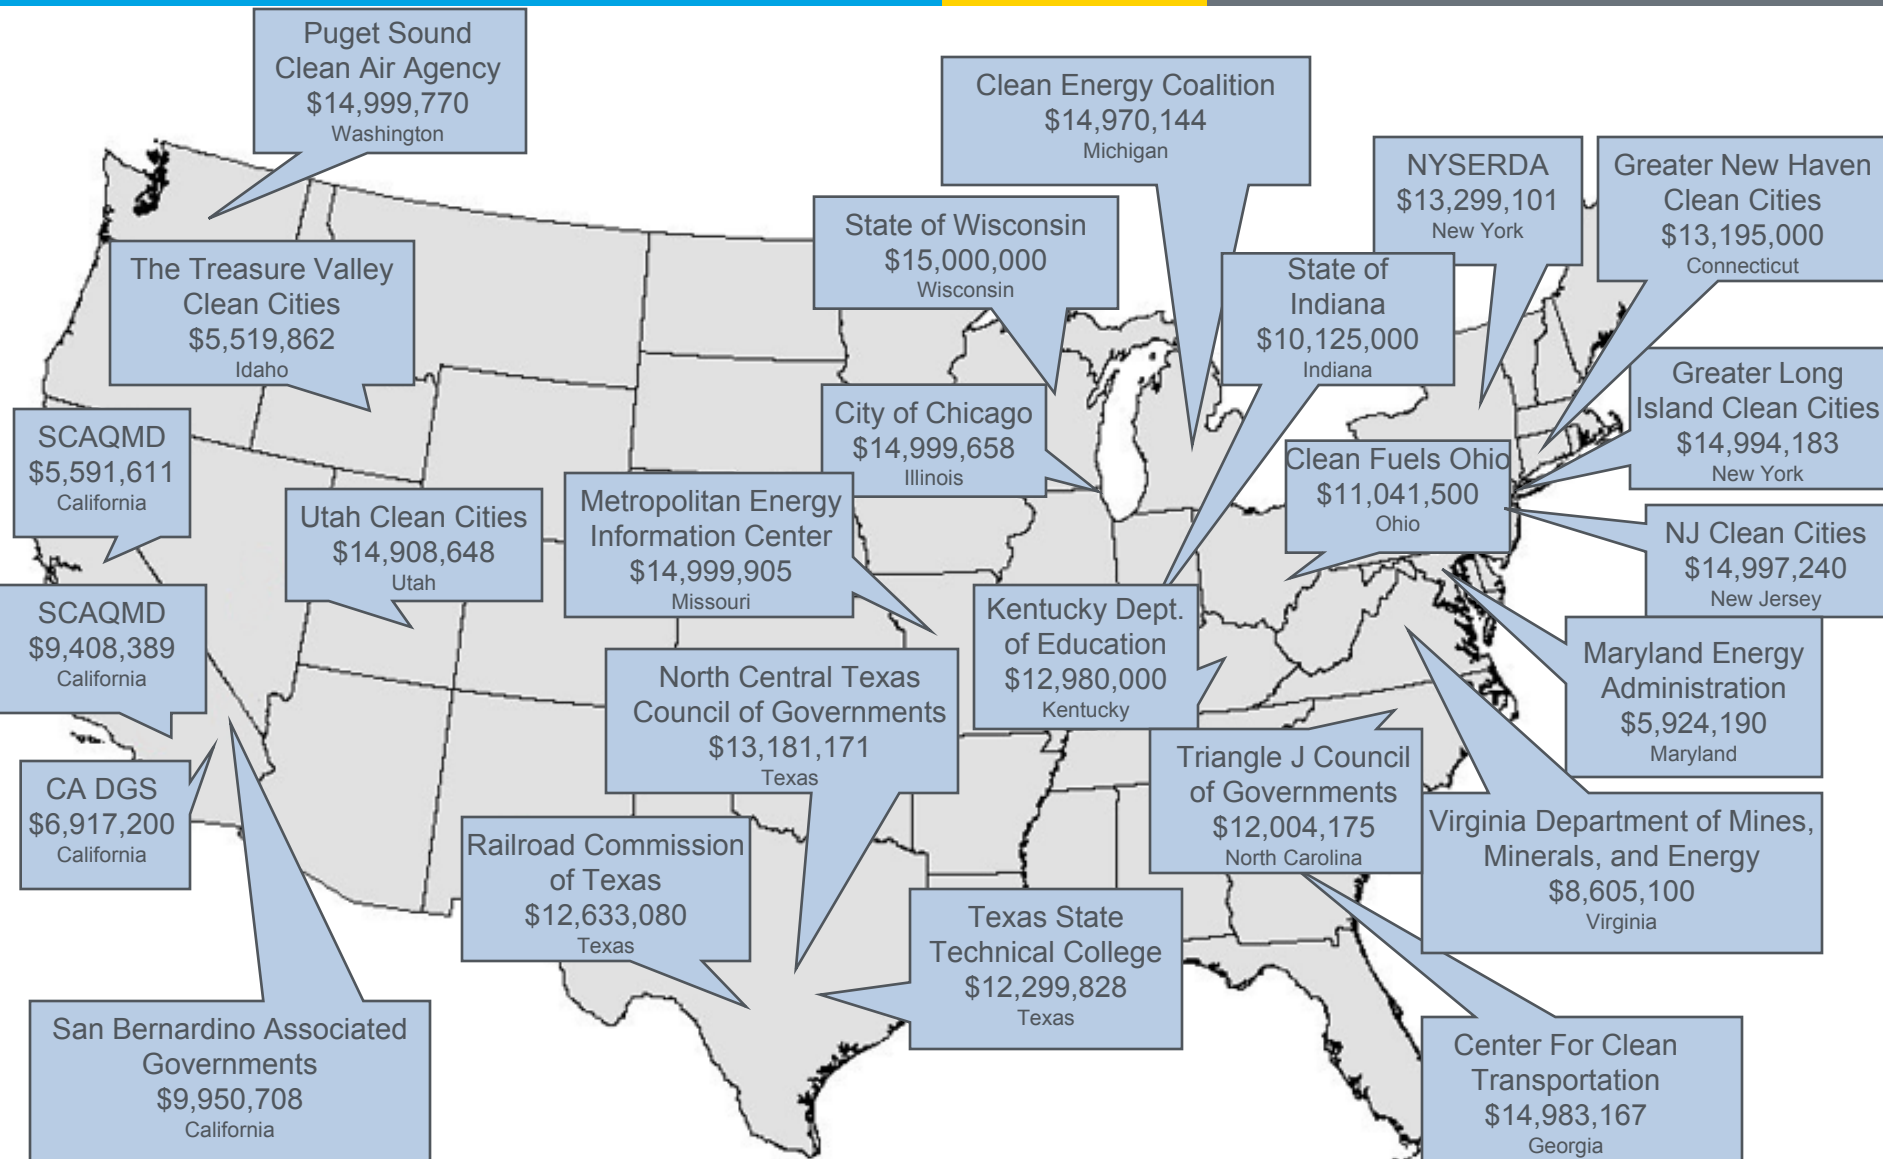 Puget Sound
Clean Air Agency
$14,999,770
Washington
Clean Energy Coalition
$14,970,144
Michigan
NYSERDA
$13,299,101
New York
Greater New Haven
Clean Cities
$13,195,000
Connecticut
State of Wisconsin
$15,000,000
Wisconsin
The Treasure Valley
Clean Cities
$5,519,862
Idaho
State of
Indiana
$10,125,000
Indiana
Greater Long
Island Clean Cities
$14,994,183
New York
City of Chicago
$14,999,658
Illinois
SCAQMD
$5,591,611
California
Clean Fuels Ohio
$11,041,500
Ohio
Metropolitan Energy
Information Center
$14,999,905
Missouri
Utah Clean Cities
$14,908,648
Utah
NJ Clean Cities
$14,997,240
New Jersey
SCAQMD
$9,408,389
California
Kentucky Dept.
of Education
$12,980,000
Kentucky
Maryland Energy
Administration
$5,924,190
Maryland
North Central Texas
Council of Governments
$13,181,171
Texas
Triangle J Council
of Governments
$12,004,175
North Carolina
CA DGS
$6,917,200
California
Virginia Department of Mines,
Minerals, and Energy
$8,605,100
Virginia
Railroad Commission
of Texas
$12,633,080
Texas
Texas State
Technical College
$12,299,828
Texas
San Bernardino Associated
Governments
$9,950,708
California
Center For Clean
Transportation
$14,983,167
Georgia